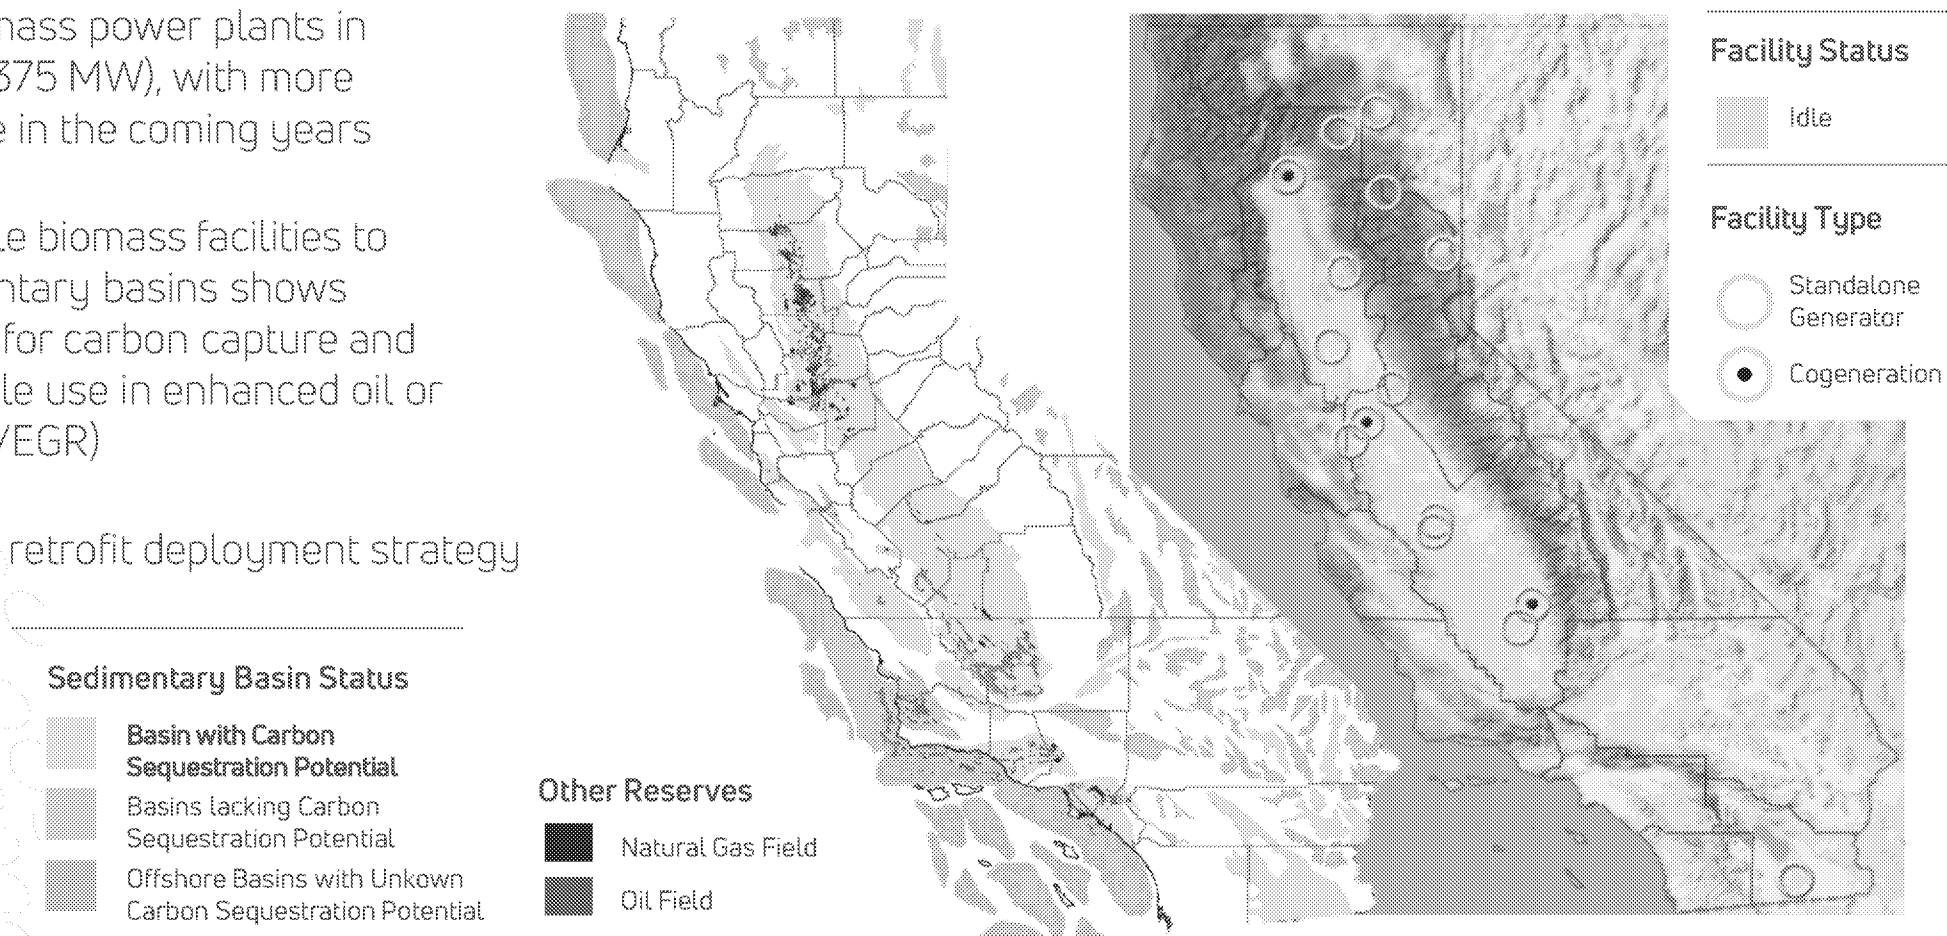 mass power plants in
375 MW), with more
e in the coming years
le biomass facilities to
ntary basins shows
for carbon capture and
le use in enhanced oil or
/EGR)
retrofit deployment strategy
Sedimentary Basin Status
Basin with Carbon
Sequestration Potential
Basins lacking Carbon
Sequestration Potential
Offshore Basins with Unkown
Carbon Sequestration Potential
Other Reserves
Natural Gas Field
Oil Field
Facility Status
Idle
Facility Type
Standalone
Generator
Cogeneration